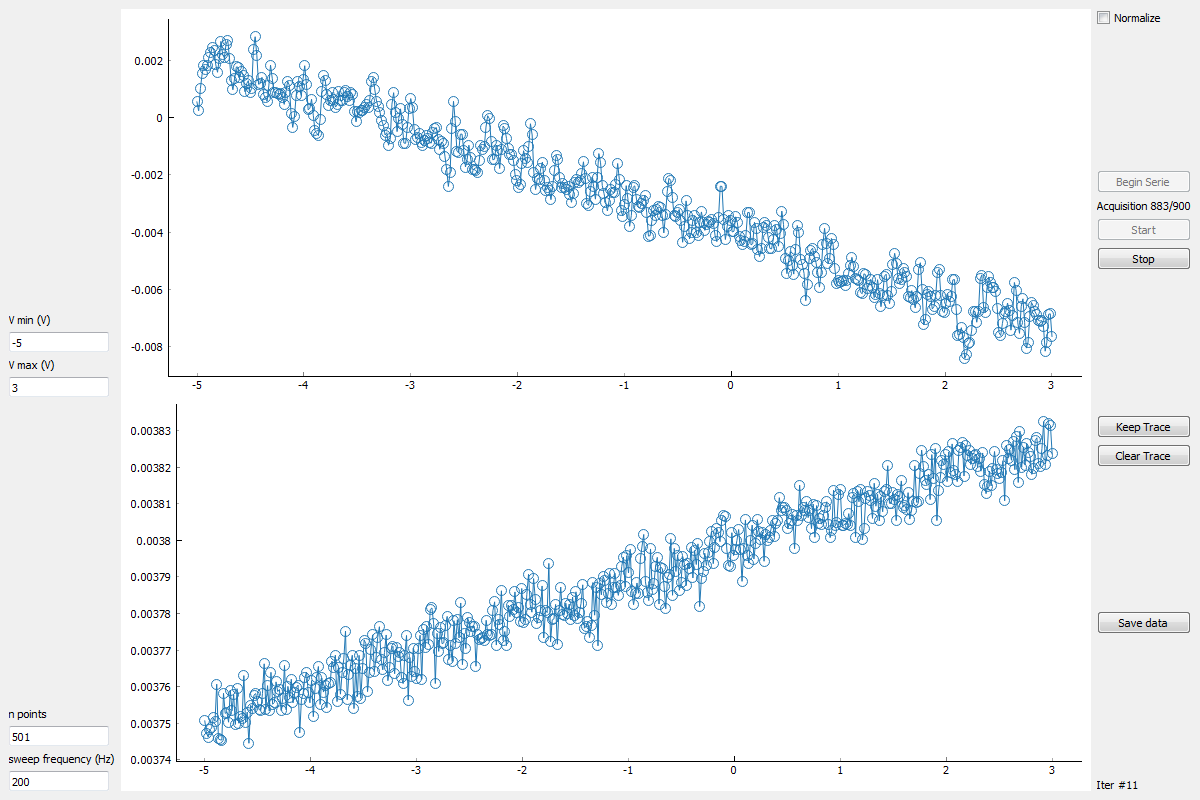 Normalize
0.002
0
-0.002
-0.004
-0.006
-0.008
-5 -4 -3 -2 -1 0 1 2 3
Begin Serie
Acquisition 883/900
Start
Stop
V min (V)
-5
V max (V)
3
0.00383
0.00382
0.00381
0.0038
0.00379
0.00378
0.00377
0.00376
0.00375
0.00374
-5 -4 -3 -2 -1 0 1 2 3
Keep Trace
Clear Trace
Save data
n points
501
sweep frequency (Hz)
200
Iter #11